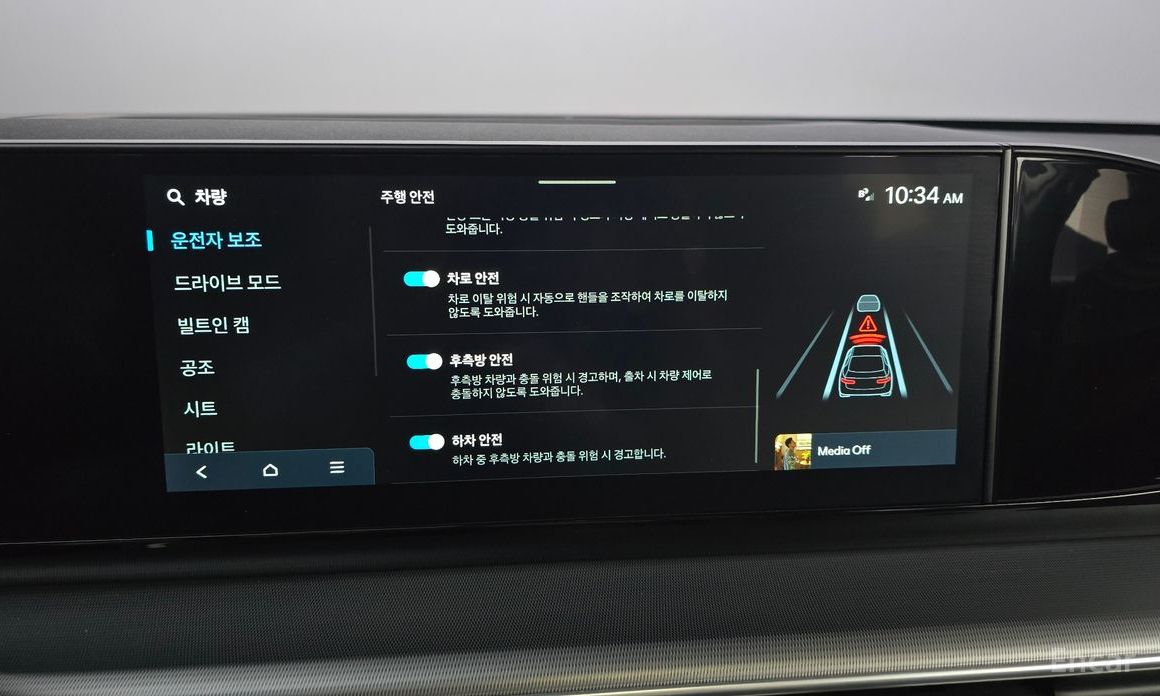 차량
주행 안전
10:34 AM
운전자 보조
드라이브 모드
빌트인 캠
공조
시트
라이트
도와줍니다.
차로 안전
차로 이탈 위험 시 자동으로 핸들을 조작하여 차로를 이탈하지
않도록 도와줍니다.
후측방 안전
후측방 차량과 충돌 위험 시 경고하며, 출차 시 차량 제어로
충돌하지 않도록 도와줍니다.
하차 안전
하차 중 후측방 차량과 충돌 위험 시 경고합니다.
Media Off
Encar